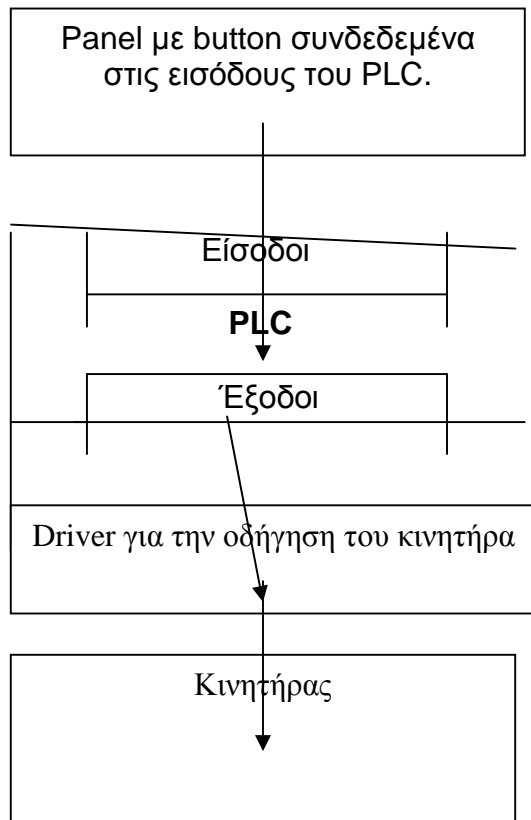 Panel με button συνδεδεμένα
στις εισόδους του PLC.
Είσοδοι
PLC
Έξοδοι
Driver για την οδήγηση του κινητήρα
Κινητήρας